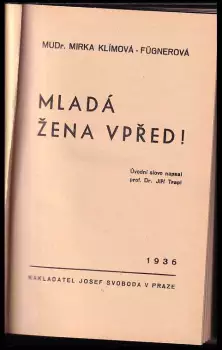 MUDr. MIRKA KLÍMOVÁ - FÜGNEROVÁ
MLADÁ
ŽENA VPŘED!
Úvodní slovo napsal
prof. Dr. Jiří Trapl
1936
NAKLADATEL JOSEF SVOBODA V PRAZE